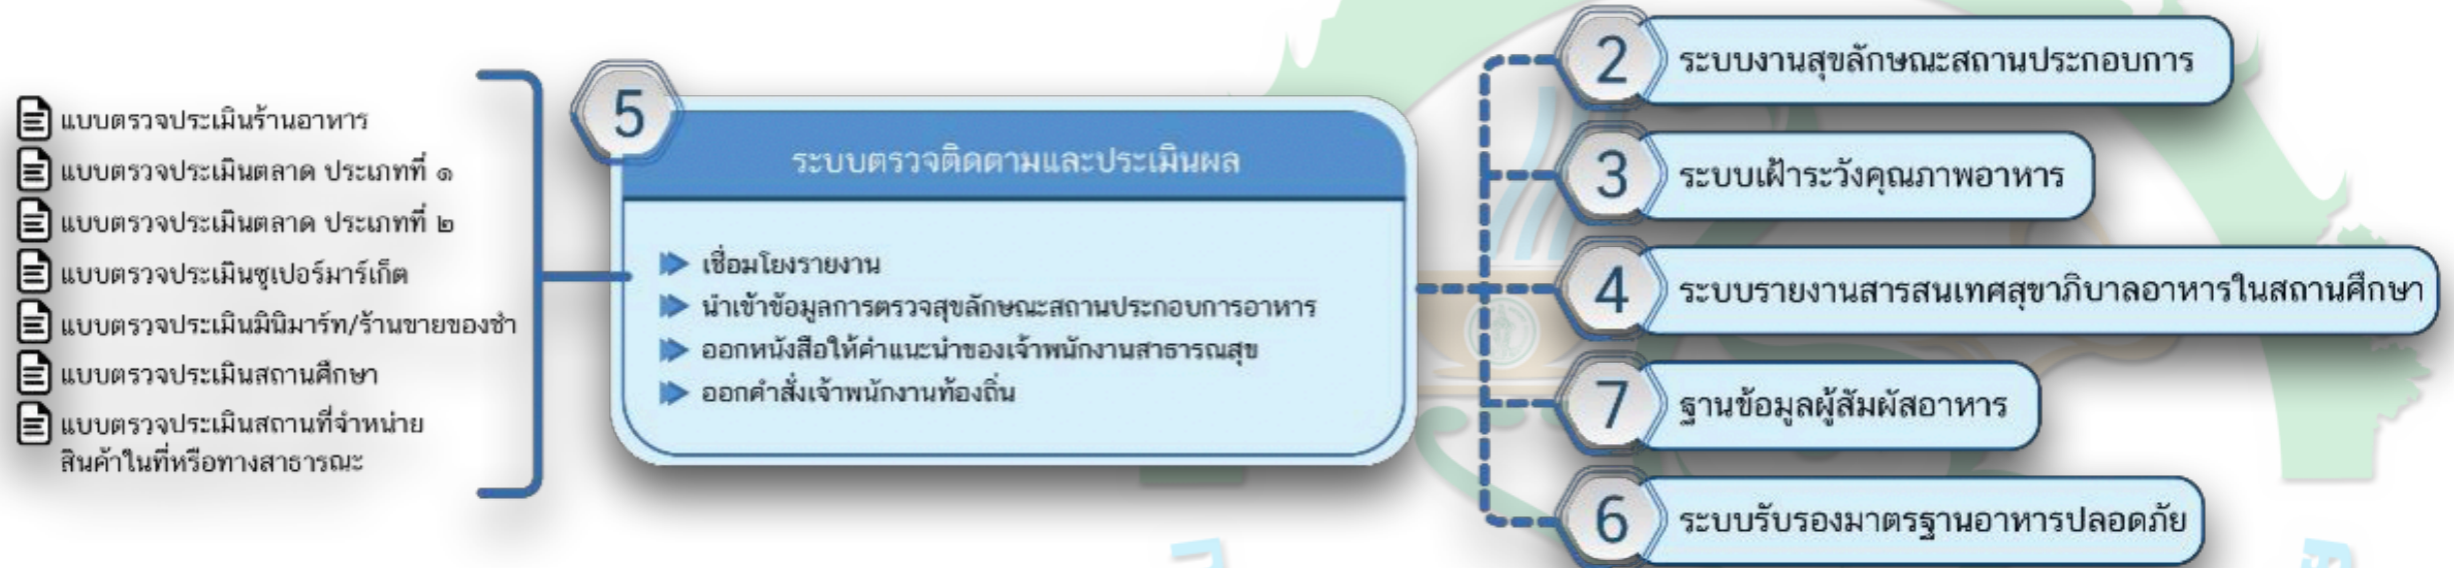 แบบตรวจประเมินร้านอาหาร
แบบตรวจประเมินตลาด ประเภทที่ ๑
แบบตรวจประเมินตลาด ประเภทที่ ๒
แบบตรวจประเมินซูเปอร์มาร์เก็ต
แบบตรวจประเมินมินิมาร์ท/ร้านขายของชำ
แบบตรวจประเมินสถานศึกษา
แบบตรวจประเมินสถานที่จำหน่าย
สินค้าในที่หรือทางสาธารณะ
5
ระบบตรวจติดตามและประเมินผล
เชื่อมโยงรายงาน
นำเข้าข้อมูลการตรวจสุขลักษณะสถานประกอบการอาหาร
ออกหนังสือให้คำแนะนำของเจ้าพนักงานสาธารณสุข
ออกคำสั่งเจ้าพนักงานท้องถิ่น
2 ระบบงานสุขลักษณะสถานประกอบการ
3 ระบบเฝ้าระวังคุณภาพอาหาร
4 ระบบรายงานสารสนเทศสุขาภิบาลอาหารในสถานศึกษา
7 ฐานข้อมูลผู้สัมผัสอาหาร
6 ระบบรับรองมาตรฐานอาหารปลอดภัย